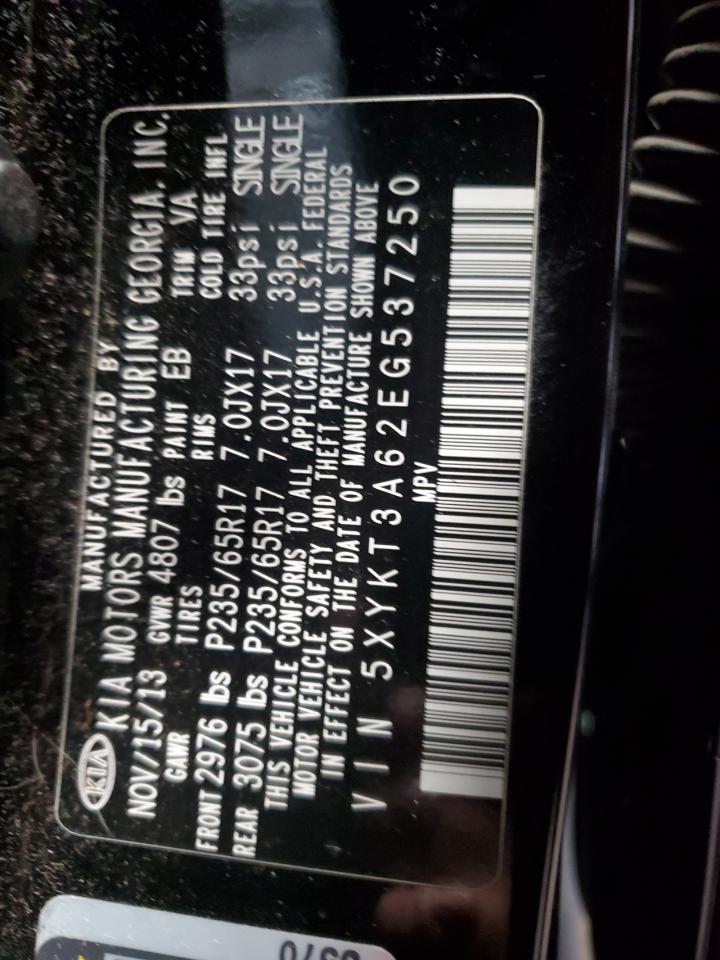 MANUFACTURED BY
KIA KIA MOTORS MANUFACTURING GEORGIA. INC.
NOV/15/13 GVWR 4807 lbs PAINT EB TRIM VA
GAWR TIRES RIMS COLD TIRE INFL
FRONT 2976 lbs P235/65R17 7.0JX17 33psi SINGLE
REAR 3075 lbs P235/65R17 7.0JX17 33psi SINGLE
THIS VEHICLE CONFORMS TO ALL APPLICABLE U.S.A. FEDERAL
MOTOR VEHICLE SAFETY AND THEFT PREVENTION STANDARDS
IN EFFECT ON THE DATE OF MANUFACTURE SHOWN ABOVE
VIN 5XYKT3A62EG537250
MPV